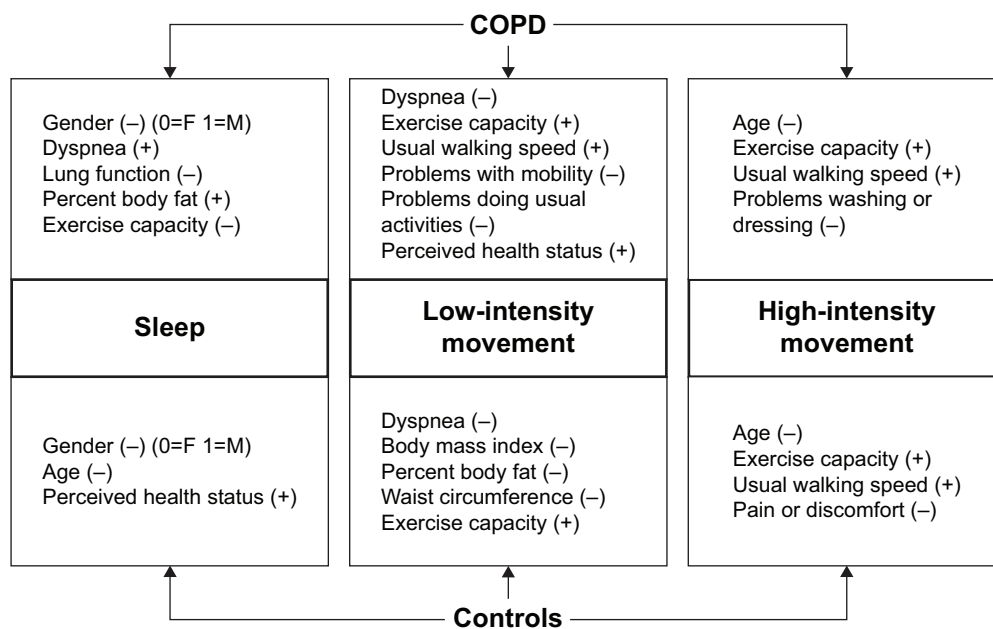 COPD
Gender (–) (0=F 1=M)
Dyspnea (+)
Lung function (–)
Percent body fat (+)
Exercise capacity (–)
Dyspnea (–)
Exercise capacity (+)
Usual walking speed (+)
Problems with mobility (–)
Problems doing usual
activities (–)
Perceived health status (+)
Age (–)
Exercise capacity (+)
Usual walking speed (+)
Problems washing or
dressing (–)
Sleep
Low-intensity
movement
High-intensity
movement
Gender (–) (0=F 1=M)
Age (–)
Perceived health status (+)
Dyspnea (–)
Body mass index (–)
Percent body fat (–)
Waist circumference (–)
Exercise capacity (+)
Age (–)
Exercise capacity (+)
Usual walking speed (+)
Pain or discomfort (–)
Controls